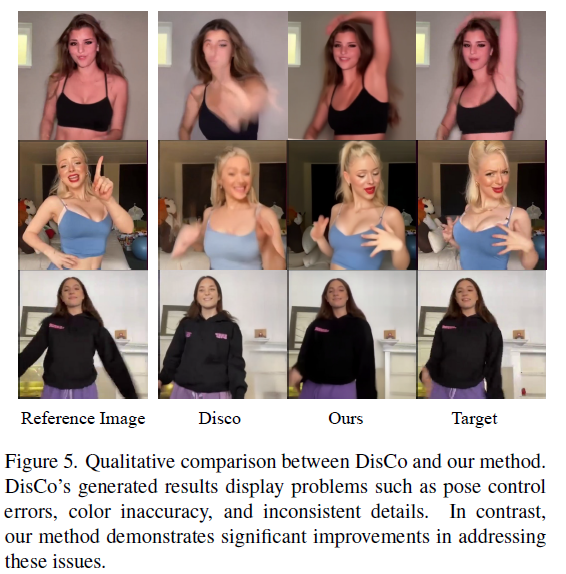 Reference Image Disco Ours Target
Figure 5. Qualitative comparison between DisCo and our method.
DisCo's generated results display problems such as pose control
errors, color inaccuracy, and inconsistent details. In contrast,
our method demonstrates significant improvements in addressing
these issues.